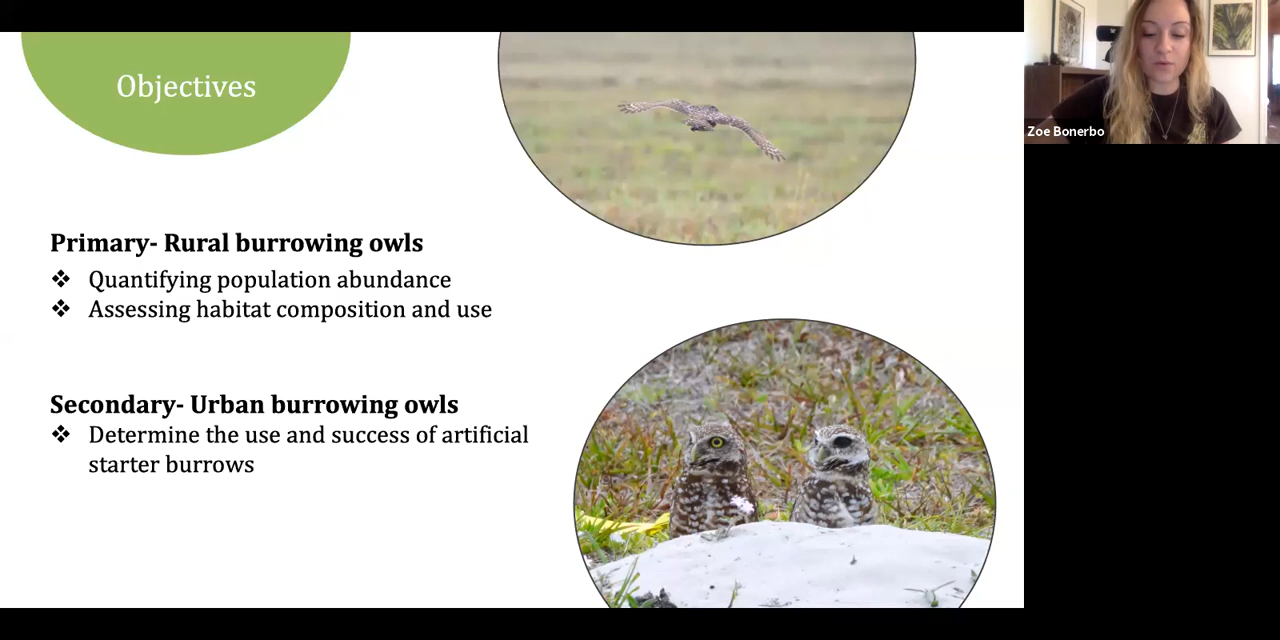 Objectives
Zoe Bonerbo
Primary- Rural burrowing owls
❖ Quantifying population abundance
❖ Assessing habitat composition and use
Secondary- Urban burrowing owls
❖ Determine the use and success of artificial
starter burrows